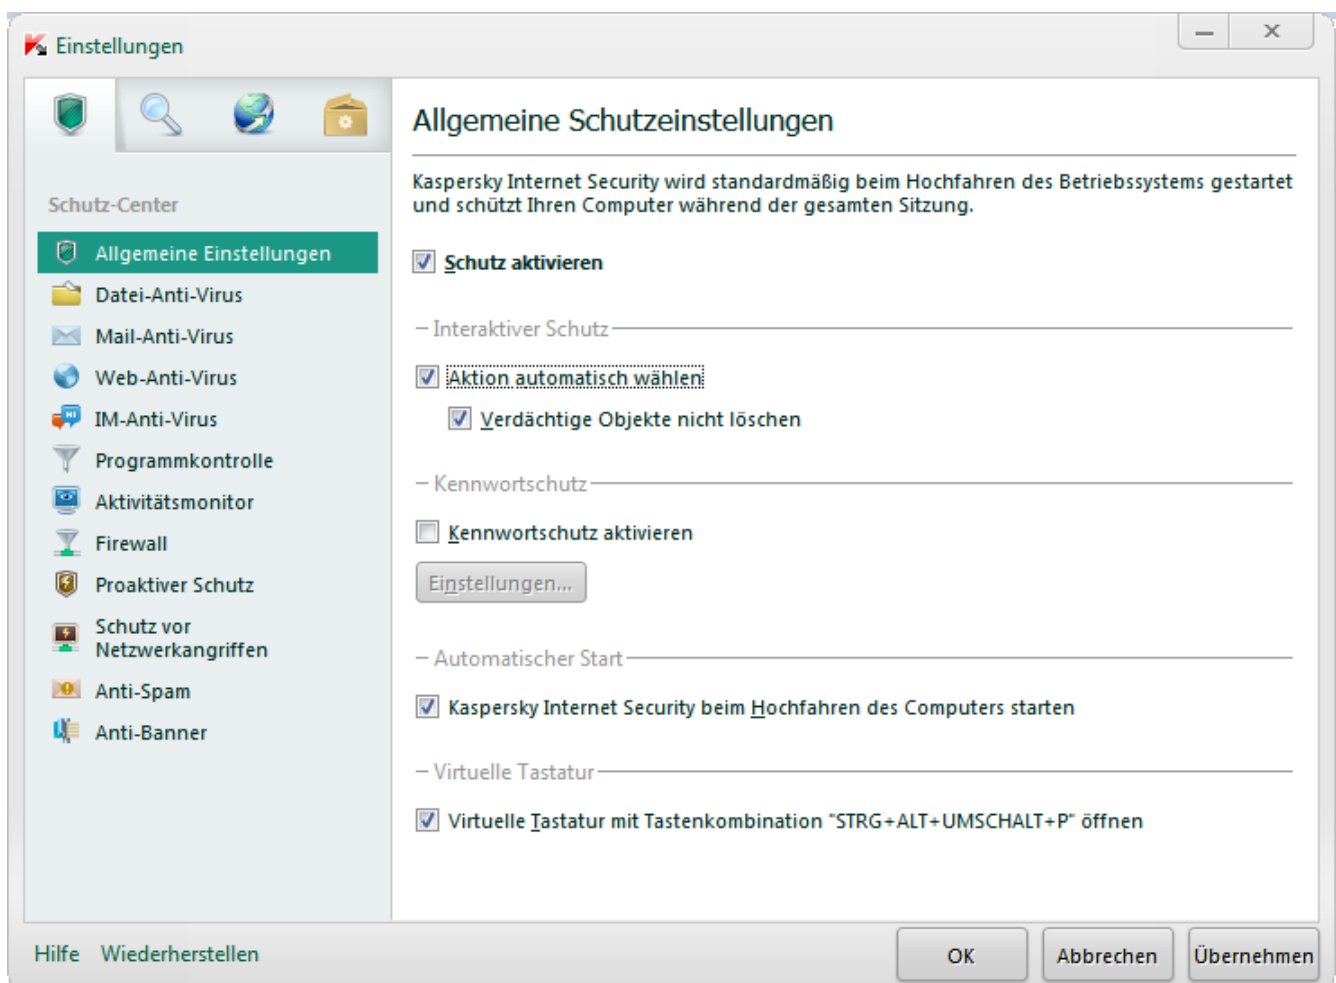 Einstellungen
Allgemeine Schutzeinstellungen
Kaspersky Internet Security wird standardmäßig beim Hochfahren des Betriebssystems gestartet
und schützt Ihren Computer während der gesamten Sitzung.
Schutz-Center
Allgemeine Einstellungen
Datei-Anti-Virus
Mail-Anti-Virus
Web-Anti-Virus
IM-Anti-Virus
Programmkontrolle
Aktivitätsmonitor
Firewall
Proaktiver Schutz
Schutz vor
Netzwerkangriffen
Anti-Spam
Anti-Banner
Schutz aktivieren
Interaktiver Schutz
Aktion automatisch wählen
Verdächtige Objekte nicht löschen
Kennwortschutz
Kennwortschutz aktivieren
Einstellungen...
Automatischer Start
Kaspersky Internet Security beim Hochfahren des Computers starten
Virtuelle Tastatur
Virtuelle Tastatur mit Tastenkombination "STRG+ALT+UMSCHALT+P" öffnen
Hilfe Wiederherstellen
OK Abbrechen Übernehmen